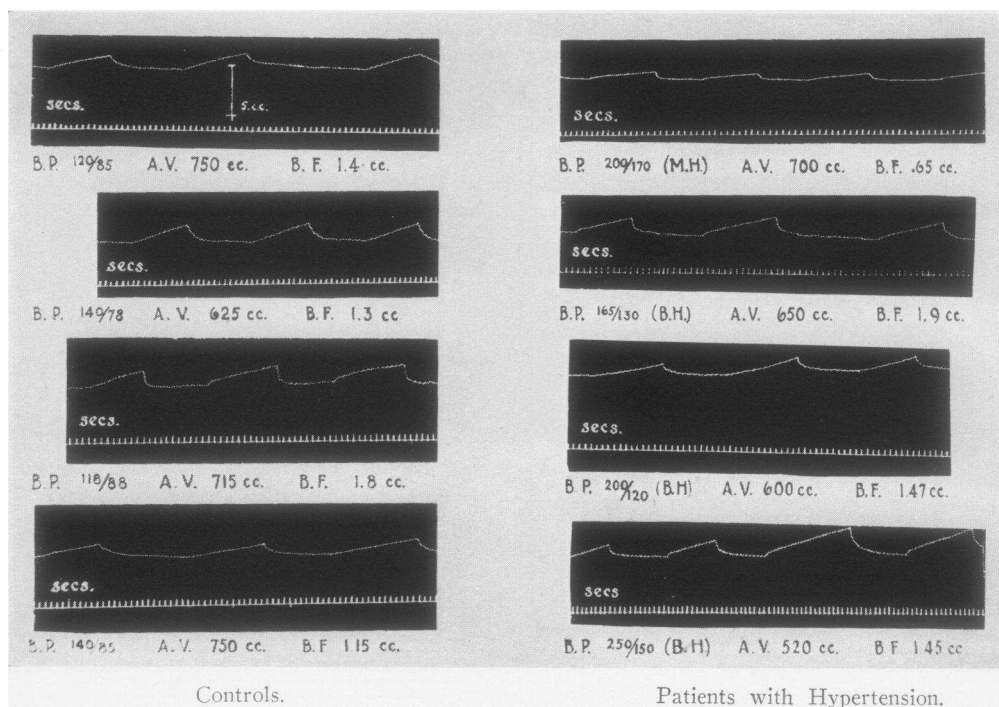 secs.
5.c.c.
B.P. 120/85 A.V. 750 cc. B.F. 1.4 cc.
secs.
B.P. 140/78 A.V. 625 cc. B.F. 1.3 cc
secs.
B.P. 118/88 A.V. 715 cc. B.F. 1.8 cc.
secs.
B.P. 140/85 A.V. 750 cc. B.F 1.15 cc.
Controls.
secs.
B.P. 200/170 (M.H.) A.V. 700 cc. B.F. .65 cc.
secs.
B.P. 165/130 (B.H.) A.V. 650 cc. B.F. 1.9 cc.
secs.
B.P. 200/120 (B.H) A.V. 600 cc. B.F. 1.47 cc.
secs
B.P. 250/150 (B.H) A.V. 520 cc. B.F 1.45 cc
Patients with Hypertension.